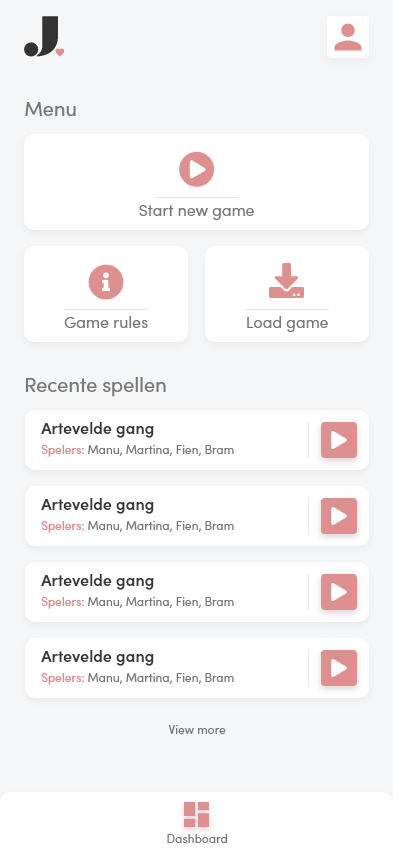 J
Menu
Start new game
Game rules
Load game
Recente spellen
Artevelde gang
Spelers: Manu, Martina, Fien, Bram
Artevelde gang
Spelers: Manu, Martina, Fien, Bram
Artevelde gang
Spelers: Manu, Martina, Fien, Bram
Artevelde gang
Spelers: Manu, Martina, Fien, Bram
View more
Dashboard